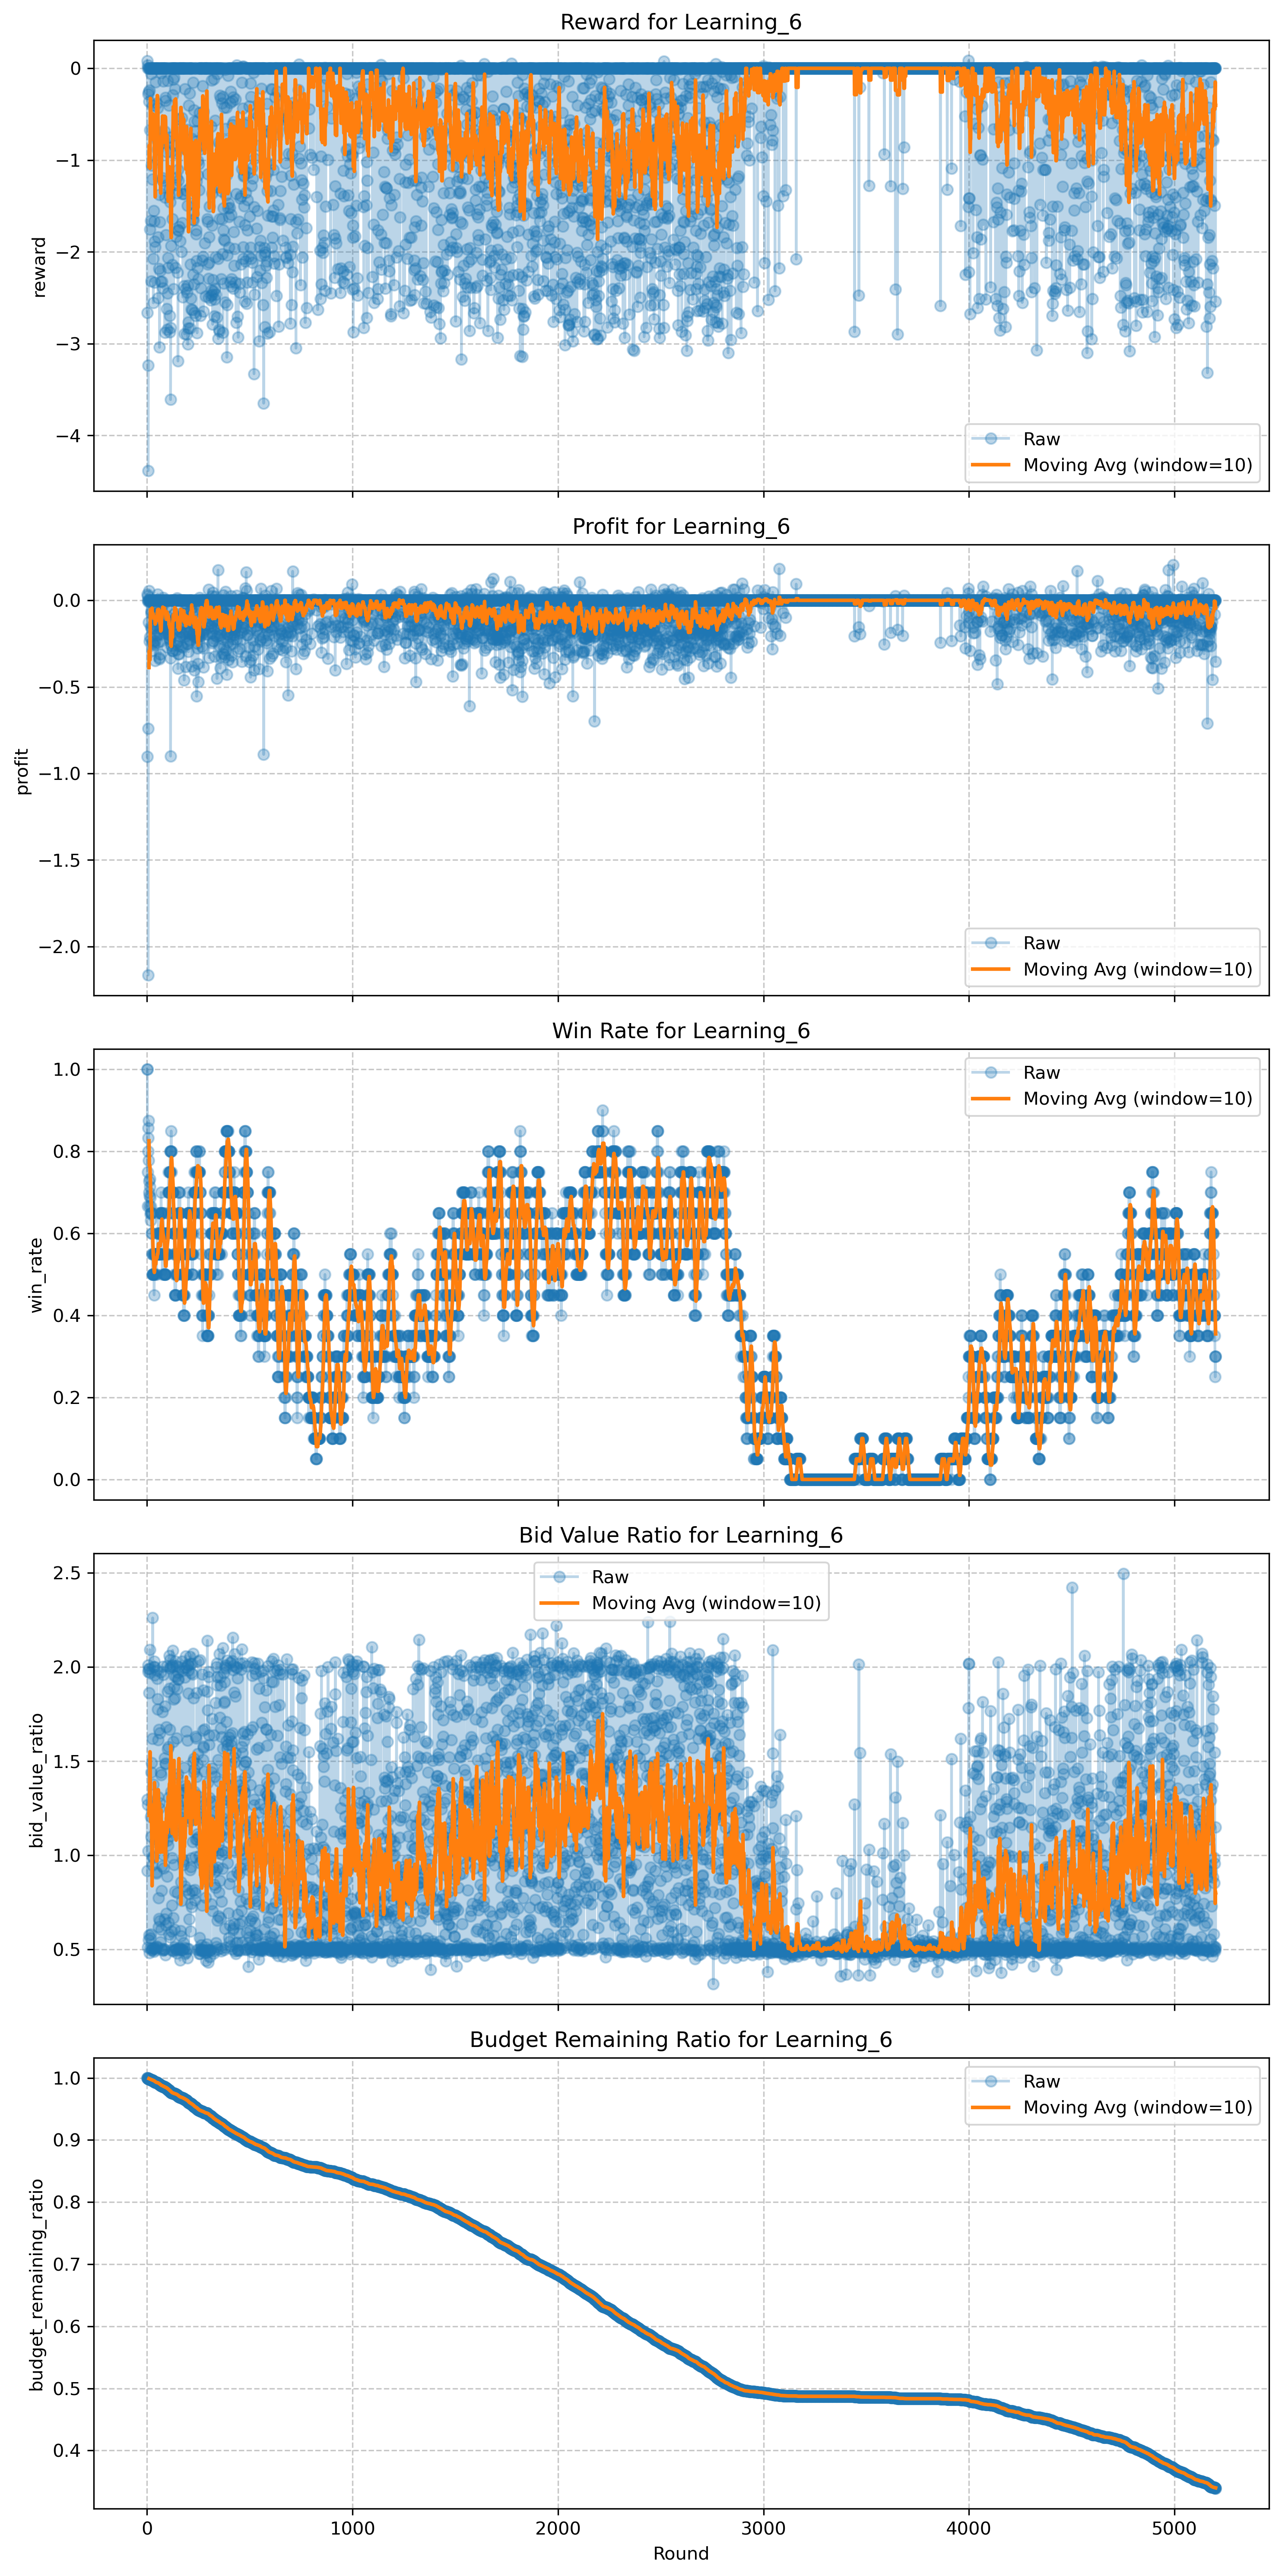 Reward for Learning_6
0
−1
−2
−3
−4
reward
Raw
Moving Avg (window=10)
Profit for Learning_6
0.0
−0.5
−1.0
−1.5
−2.0
profit
Raw
Moving Avg (window=10)
Win Rate for Learning_6
1.0
0.8
0.6
0.4
0.2
0.0
win_rate
Raw
Moving Avg (window=10)
Bid Value Ratio for Learning_6
2.5
2.0
1.5
1.0
0.5
bid_value_ratio
Raw
Moving Avg (window=10)
Budget Remaining Ratio for Learning_6
1.0
0.9
0.8
0.7
0.6
0.5
0.4
budget_remaining_ratio
Raw
Moving Avg (window=10)
0 1000 2000 3000 4000 5000
Round